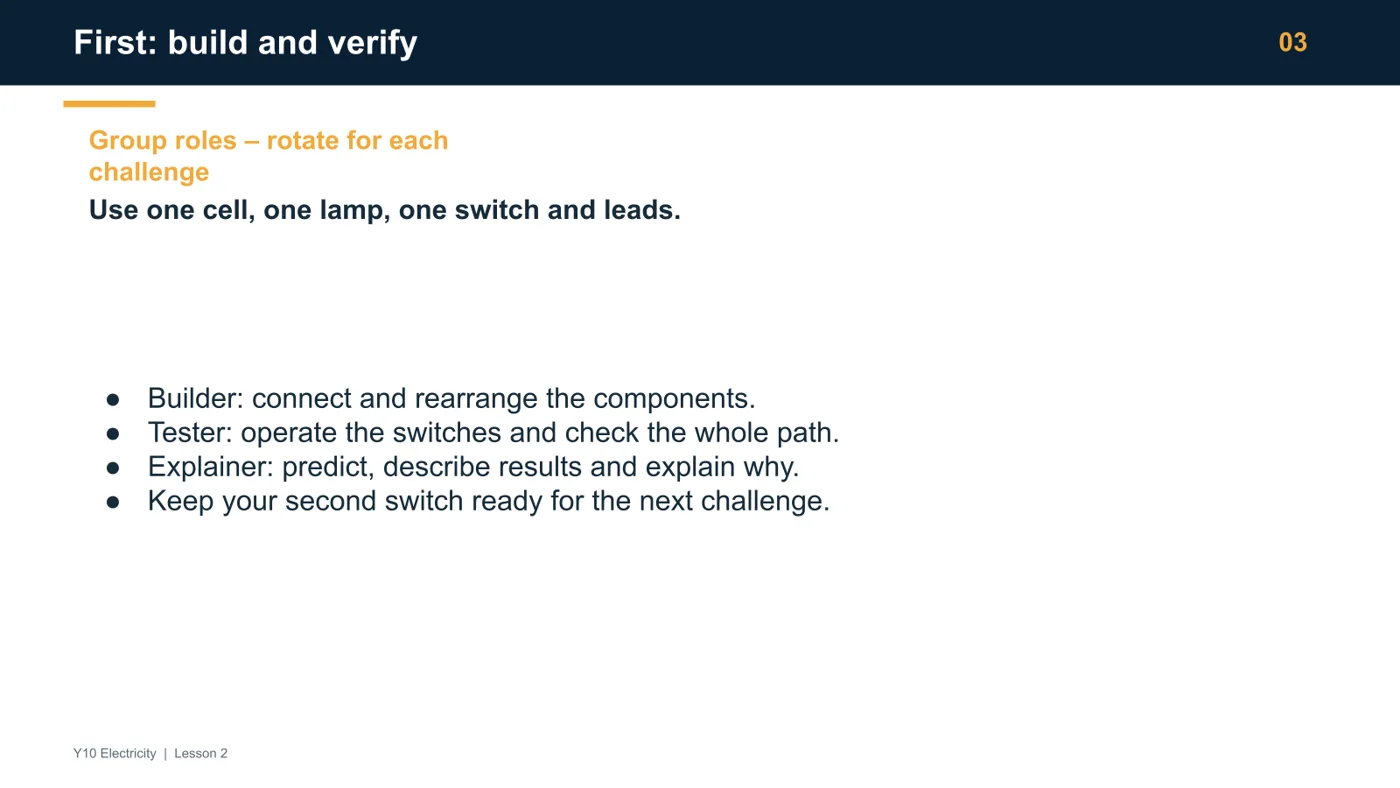 First: build and verify
03
Group roles – rotate for each
challenge
Use one cell, one lamp, one switch and leads.
● Builder: connect and rearrange the components.
● Tester: operate the switches and check the whole path.
● Explainer: predict, describe results and explain why.
● Keep your second switch ready for the next challenge.
Y10 Electricity | Lesson 2